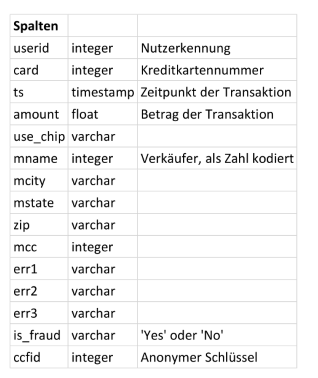 Spalten
userid integer Nutzerkennung
card integer Kreditkartennummer
ts timestamp Zeitpunkt der Transaktion
amount float Betrag der Transaktion
use_chip varchar
mname integer Verkäufer, als Zahl kodiert
mcity varchar
mstate varchar
zip varchar
mcc integer
err1 varchar
err2 varchar
err3 varchar
is_fraud varchar 'Yes' oder 'No'
ccfid integer Anonymer Schlüssel